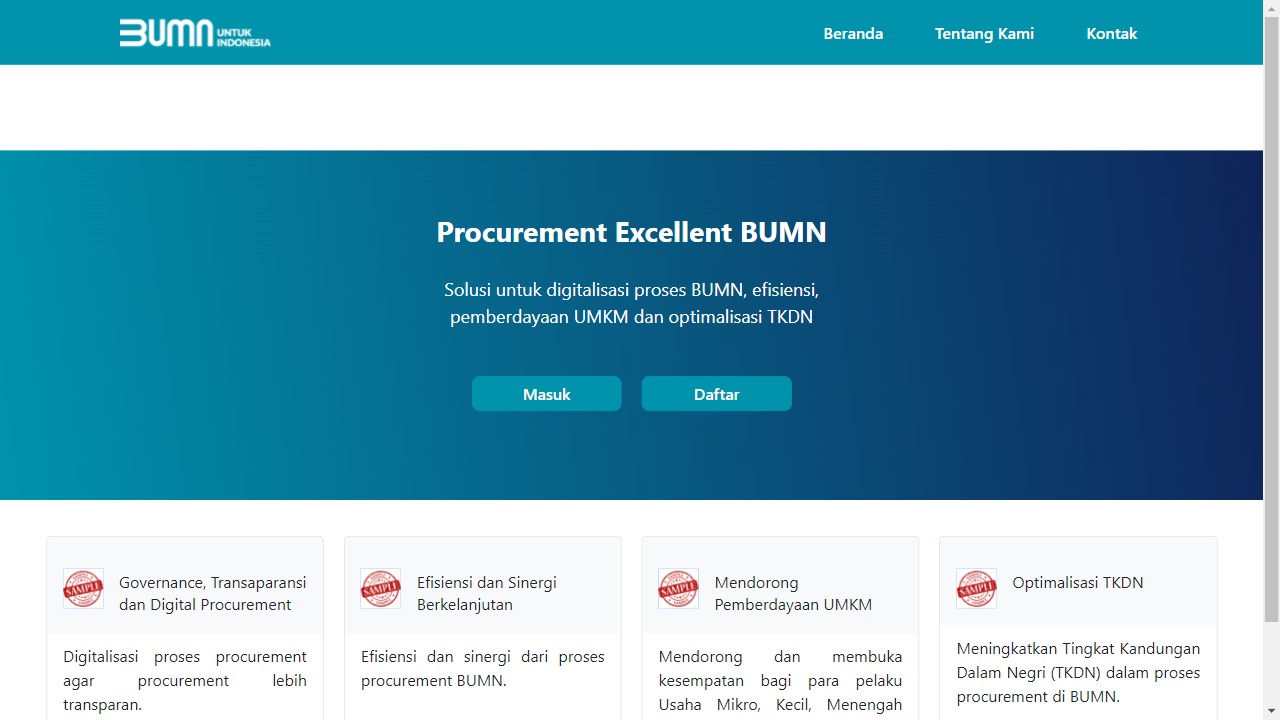 BUMN UNTUK INDONESIA
Beranda
Tentang Kami
Kontak
Procurement Excellent BUMN
Solusi untuk digitalisasi proses BUMN, efisiensi,
pemberdayaan UMKM dan optimalisasi TKDN
Masuk
Daftar
SAMPLE
Governance, Transaparansi
dan Digital Procurement
Digitalisasi proses procurement
agar procurement lebih
transparan.
SAMPLE
Efisiensi dan Sinergi
Berkelanjutan
Efisiensi dan sinergi dari proses
procurement BUMN.
SAMPLE
Mendorong
Pemberdayaan UMKM
Mendorong dan membuka
kesempatan bagi para pelaku
Usaha Mikro, Kecil, Menengah
SAMPLE
Optimalisasi TKDN
Meningkatkan Tingkat Kandungan
Dalam Negri (TKDN) dalam proses
procurement di BUMN.